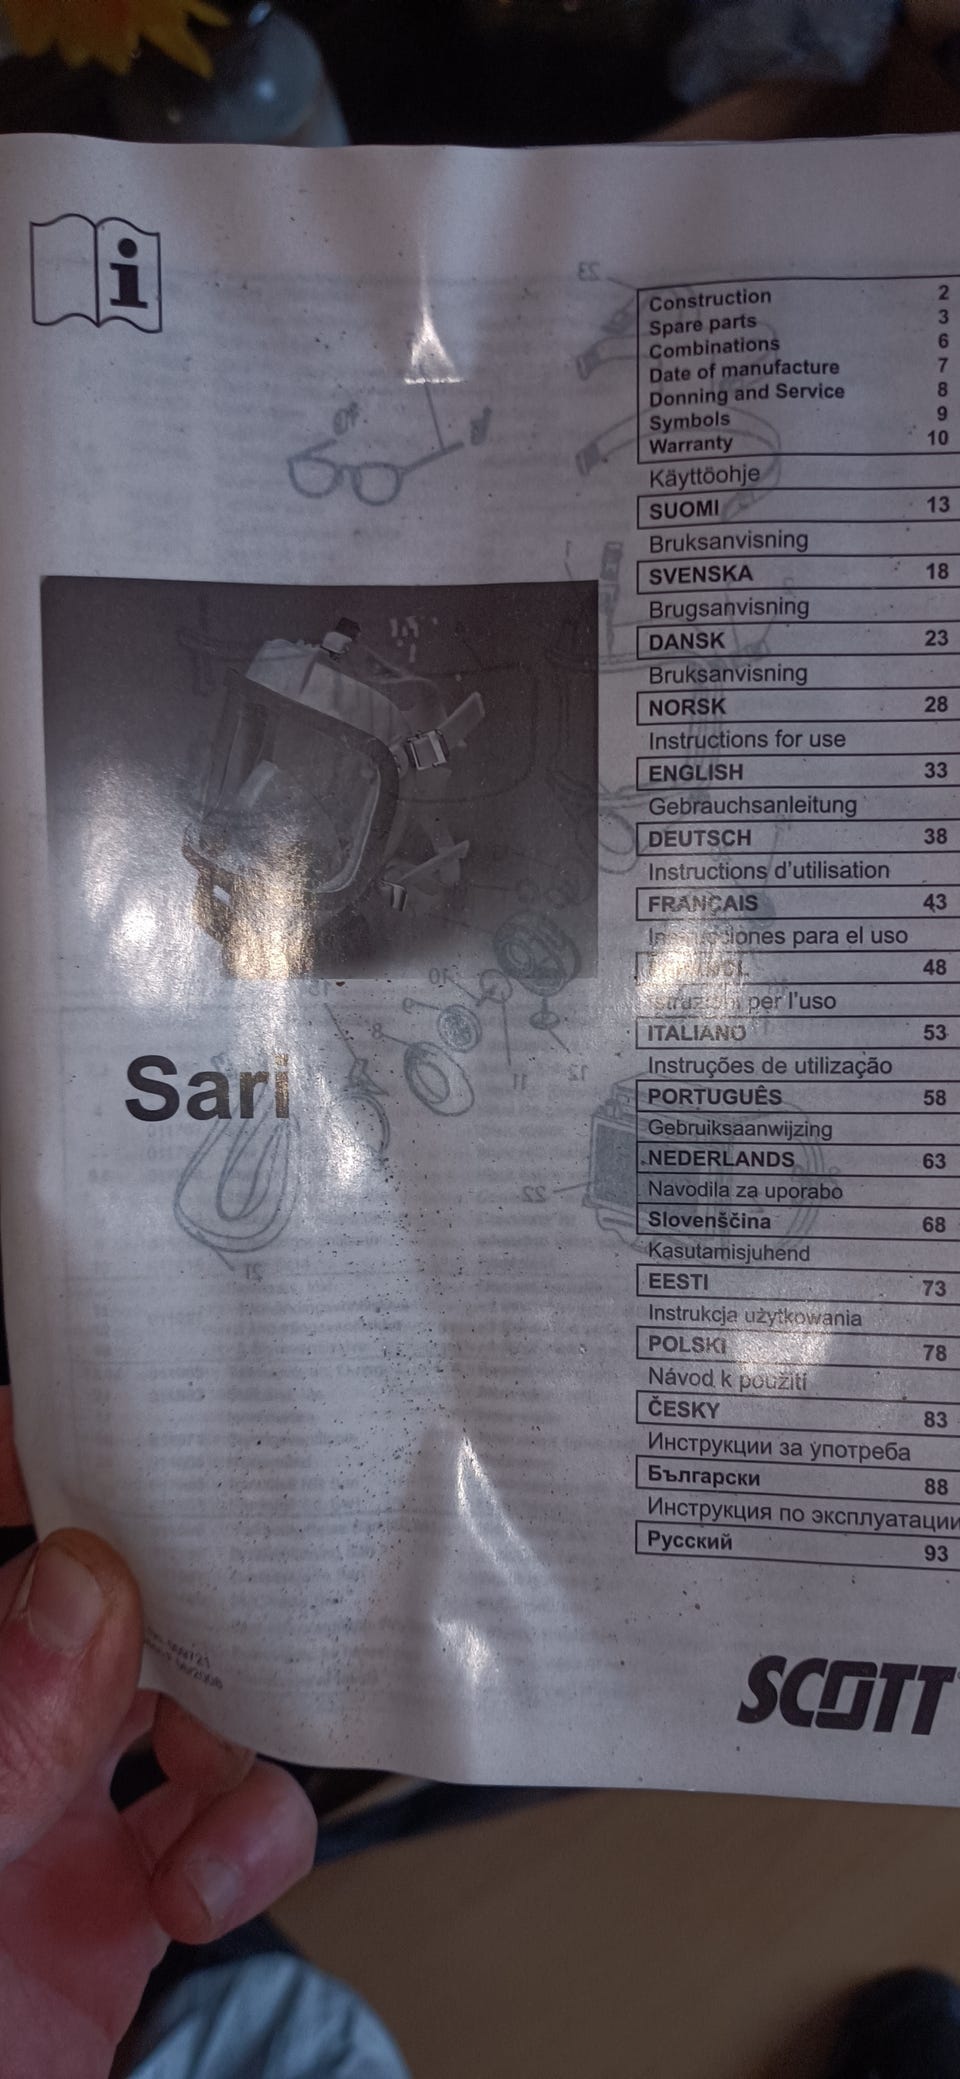 Construction 2
Spare parts 3
Combinations 6
Date of manufacture 7
Donning and Service 8
Symbols 9
Warranty 10
Käyttöohje
SUOMI 13
Bruksanvisning
SVENSKA 18
Brugsanvisning
DANSK 23
Bruksanvisning
NORSK 28
Instructions for use
ENGLISH 33
Gebrauchsanleitung
DEUTSCH 38
Instructions d'utilisation
FRANÇAIS 43
para el uso
48
per l'uso
ITALIANO 53
Instruções de utilização
PORTUGUÊS 58
Gebruiksaanwijzing
NEDERLANDS 63
Navodila za uporabo
Slovenščina 68
Kasutamisjuhend
EESTI 73
Instrukcja użytkowania
POLSKI 78
Návod k použití
ČESKY 83
Инструкции за употреба
Български 88
Инструкция по эксплуатации
Русский 93
Sari
SCOTT